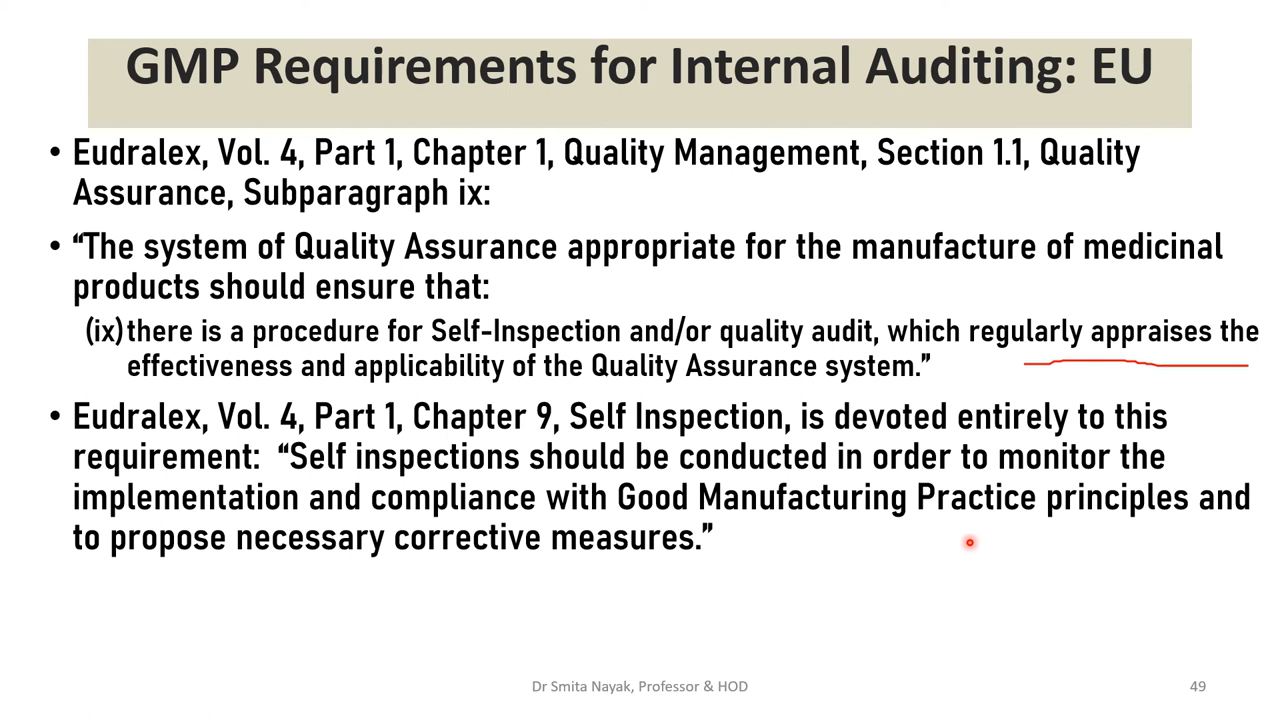 GMP Requirements for Internal Auditing: EU
• Eudralex, Vol. 4, Part 1, Chapter 1, Quality Management, Section 1.1, Quality
Assurance, Subparagraph ix:
• “The system of Quality Assurance appropriate for the manufacture of medicinal
products should ensure that:
(ix) there is a procedure for Self-Inspection and/or quality audit, which regularly appraises the
effectiveness and applicability of the Quality Assurance system.”
• Eudralex, Vol. 4, Part 1, Chapter 9, Self Inspection, is devoted entirely to this
requirement: “Self inspections should be conducted in order to monitor the
implementation and compliance with Good Manufacturing Practice principles and
to propose necessary corrective measures.”
Dr Smita Nayak, Professor & HOD
49